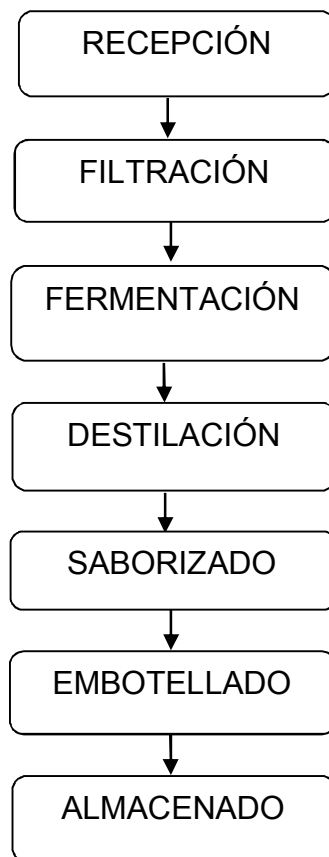 RECEPCIÓN
FILTRACIÓN
FERMENTACIÓN
DESTILACIÓN
SABORIZADO
EMBOTELLADO
ALMACENADO